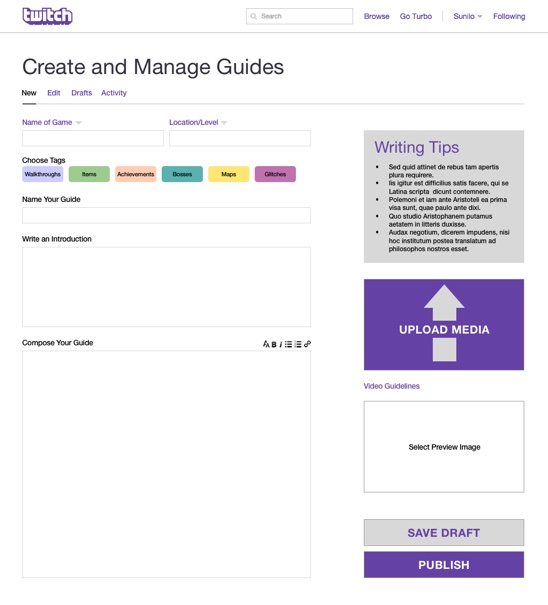 twitch
Search
Browse
Go Turbo
Sunilo
Following
Create and Manage Guides
New
Edit
Drafts
Activity
Name of Game
Location/Level
Choose Tags
Walkthroughs
Items
Achievements
Bosses
Maps
Glitches
Name Your Guide
Write an Introduction
Compose Your Guide
B
i
Writing Tips
• Sed quid attinet de rebus tam apertis
plura requirere.
• Iis igitur est difficilius satis facere, qui se
Latina scripta dicunt contemnere.
• Polemoni et iam ante Aristoteli ea prima
visa sunt, quae paulo ante dixi.
• Quo studio Aristophanem putamus
aetatem in litteris duxisse.
• Audax negotium, dicerem impudens, nisi
hoc institutum postea translatum ad
philosophos nostros esset.
UPLOAD MEDIA
Video Guidelines
Select Preview Image
SAVE DRAFT
PUBLISH